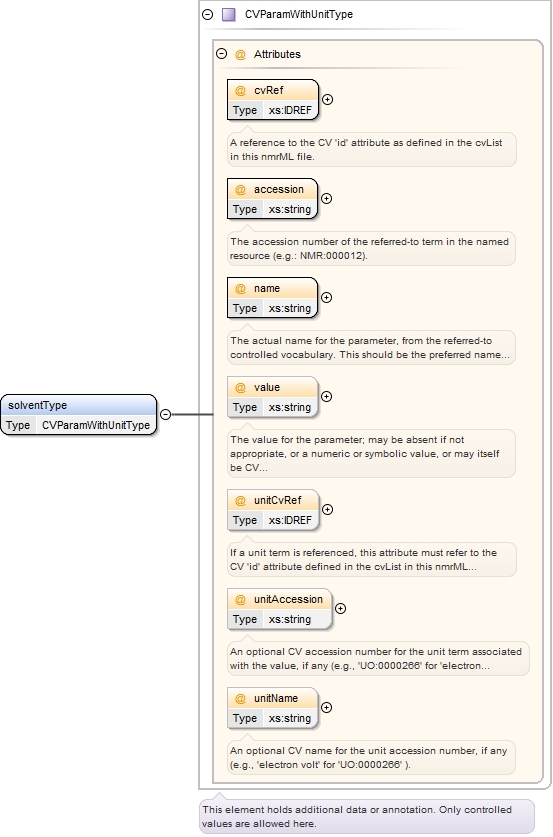 CVParamWithUnitType
@ Attributes
@ cvRef
Type xs:IDREF
A reference to the CV 'id' attribute as defined in the cvList
in this nmrML file.
@ accession
Type xs:string
The accession number of the referred-to term in the named
resource (e.g.: NMR:000012).
@ name
Type xs:string
The actual name for the parameter, from the referred-to
controlled vocabulary. This should be the preferred name...
@ value
Type xs:string
The value for the parameter; may be absent if not
appropriate, or a numeric or symbolic value, or may itself
be CV...
solventType
Type CVParamWithUnitType
@ unitCvRef
Type xs:IDREF
If a unit term is referenced, this attribute must refer to the
CV 'id' attribute defined in the cvList in this nmrML...
@ unitAccession
Type xs:string
An optional CV accession number for the unit term associated
with the value, if any (e.g., 'UO:0000266' for 'electron...
@ unitName
Type xs:string
An optional CV name for the unit accession number, if any
(e.g., 'electron volt' for 'UO:0000266' ).
This element holds additional data or annotation. Only controlled
values are allowed here.